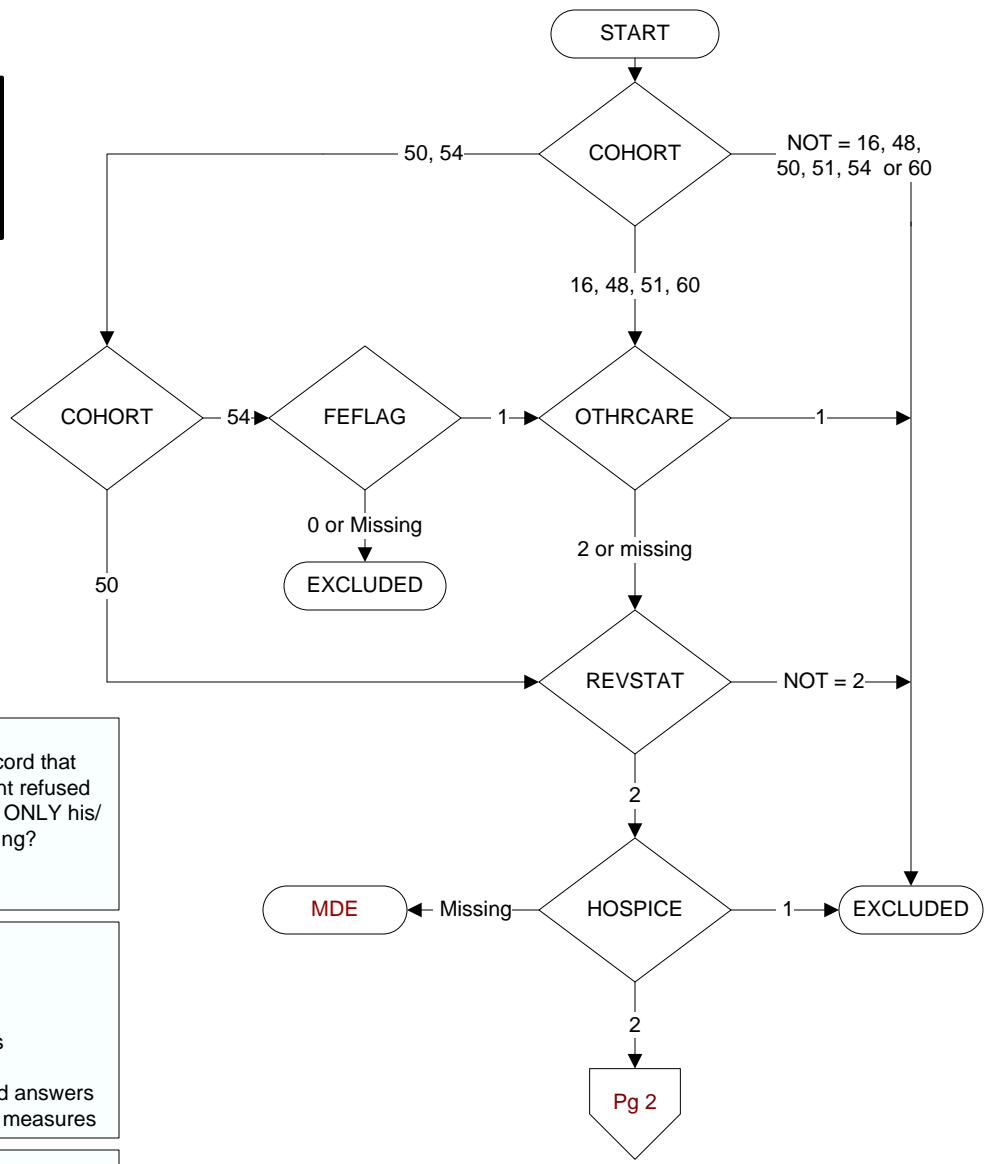 START
COHORT
50, 54
NOT = 16, 48,
50, 51, 54 or 60
16, 48, 51, 60
COHORT
54
FEFLAG
1
OTHRCARE
1
0 or Missing
2 or missing
EXCLUDED
50
REVSTAT
NOT = 2
cord that
nt refused
ONLY his/
ng?
2
MDE
Missing
HOSPICE
1
EXCLUDED
s
2
d answers
measures
Pg 2